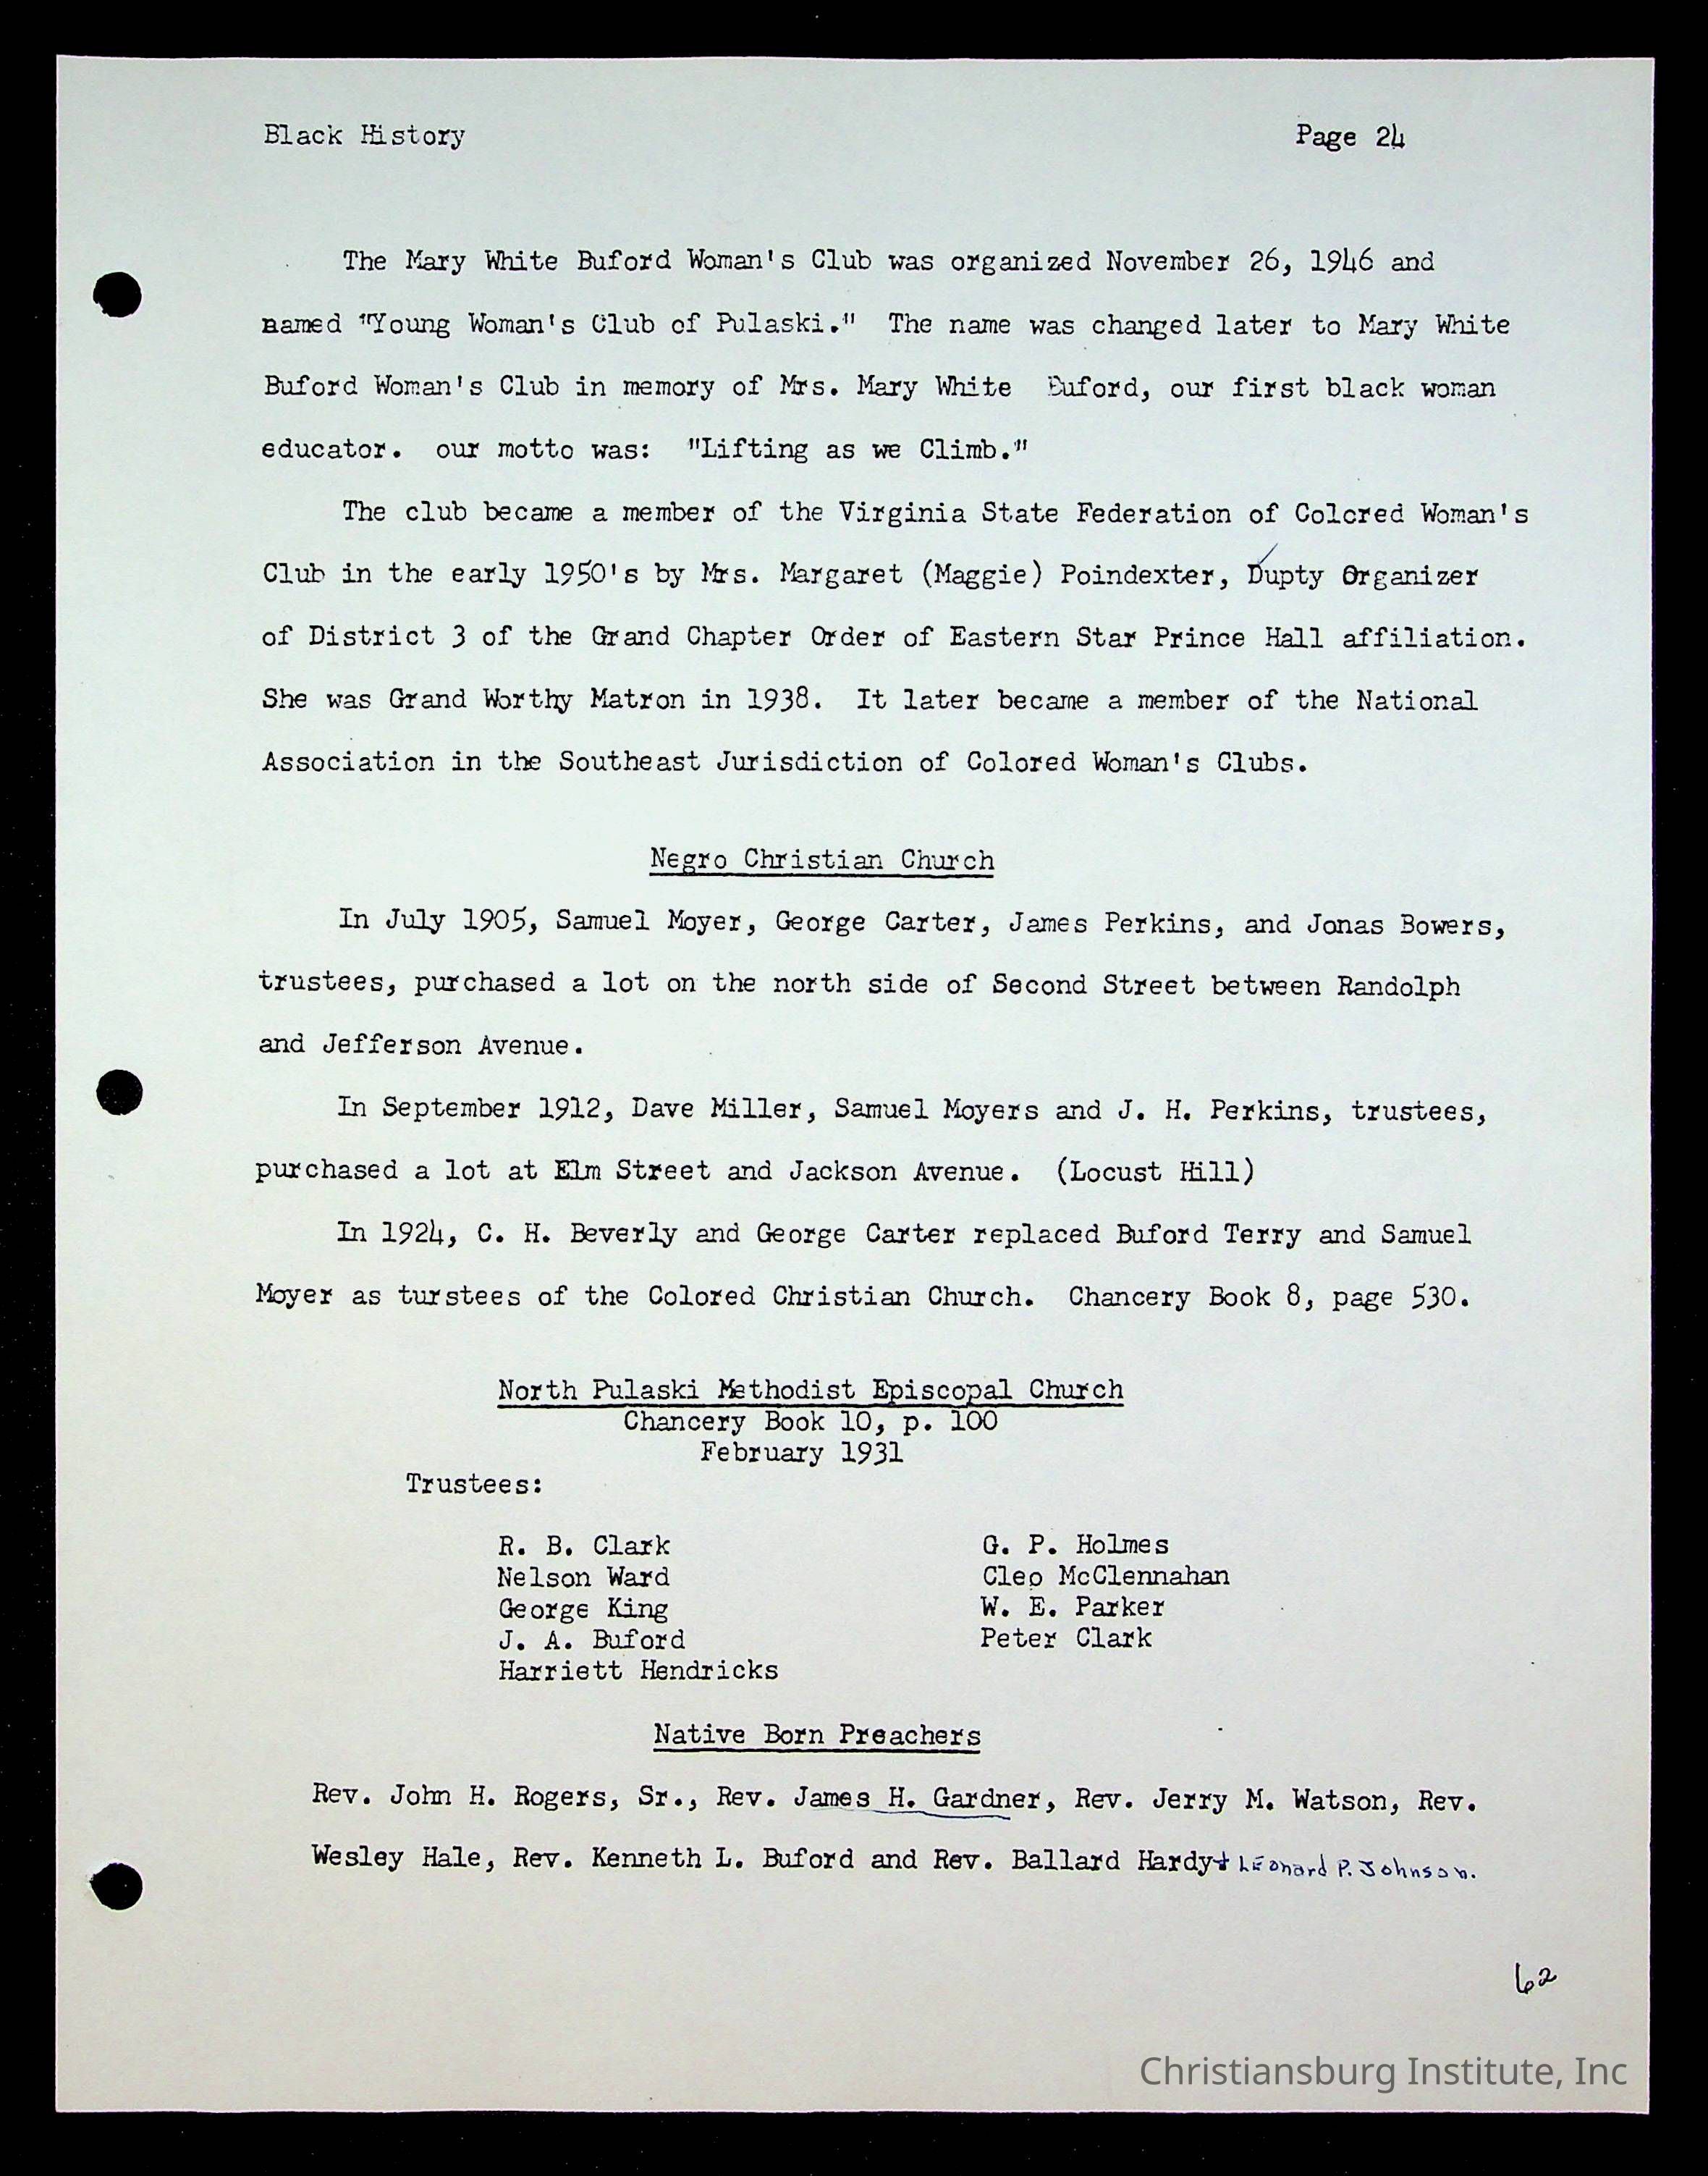 Black History Page 24
The Mary White Buford Woman's Club was organized November 26, 1946 and
named "Young Woman's Club of Pulaski." The name was changed later to Mary White
Buford Woman's Club in memory of Mrs. Mary White Buford, our first black woman
educator. our motto was: "Lifting as we Climb."
The club became a member of the Virginia State Federation of Colored Woman's
Club in the early 1950's by Mrs. Margaret (Maggie) Poindexter, Dupty Organizer
of District 3 of the Grand Chapter Order of Eastern Star Prince Hall affiliation.
She was Grand Worthy Matron in 1938. It later became a member of the National
Association in the Southeast Jurisdiction of Colored Woman's Clubs.
Negro Christian Church
In July 1905, Samuel Moyer, George Carter, James Perkins, and Jonas Bowers,
trustees, purchased a lot on the north side of Second Street between Randolph
and Jefferson Avenue.
In September 1912, Dave Miller, Samuel Moyers and J. H. Perkins, trustees,
purchased a lot at Elm Street and Jackson Avenue. (Locust Hill)
In 1924, C. H. Beverly and George Carter replaced Buford Terry and Samuel
Moyer as turstees of the Colored Christian Church. Chancery Book 8, page 530.
North Pulaski Methodist Episcopal Church
Chancery Book 10, p. 100
February 1931
Trustees:
R. B. Clark G. P. Holmes
Nelson Ward Cleo McClennahan
George King W. E. Parker
J. A. Buford Peter Clark
Harriett Hendricks
Native Born Preachers
Rev. John H. Rogers, Sr., Rev. James H. Gardner, Rev. Jerry M. Watson, Rev.
Wesley Hale, Rev. Kenneth L. Buford and Rev. Ballard Hardy + Leonard P. Johnson.
62
Christiansburg Institute, Inc